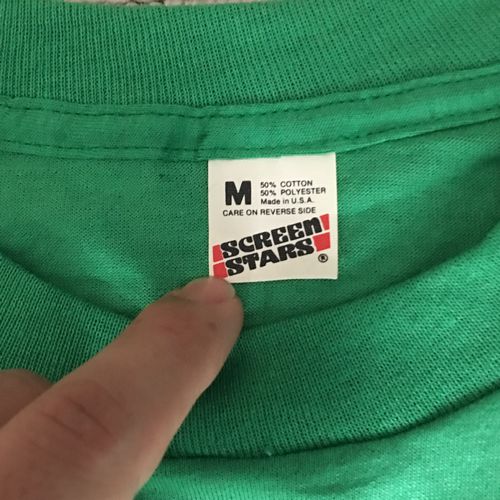 M
50% COTTON
50% POLYESTER
Made in U.S.A.
CARE ON REVERSE SIDE
SCREEN
STARS®